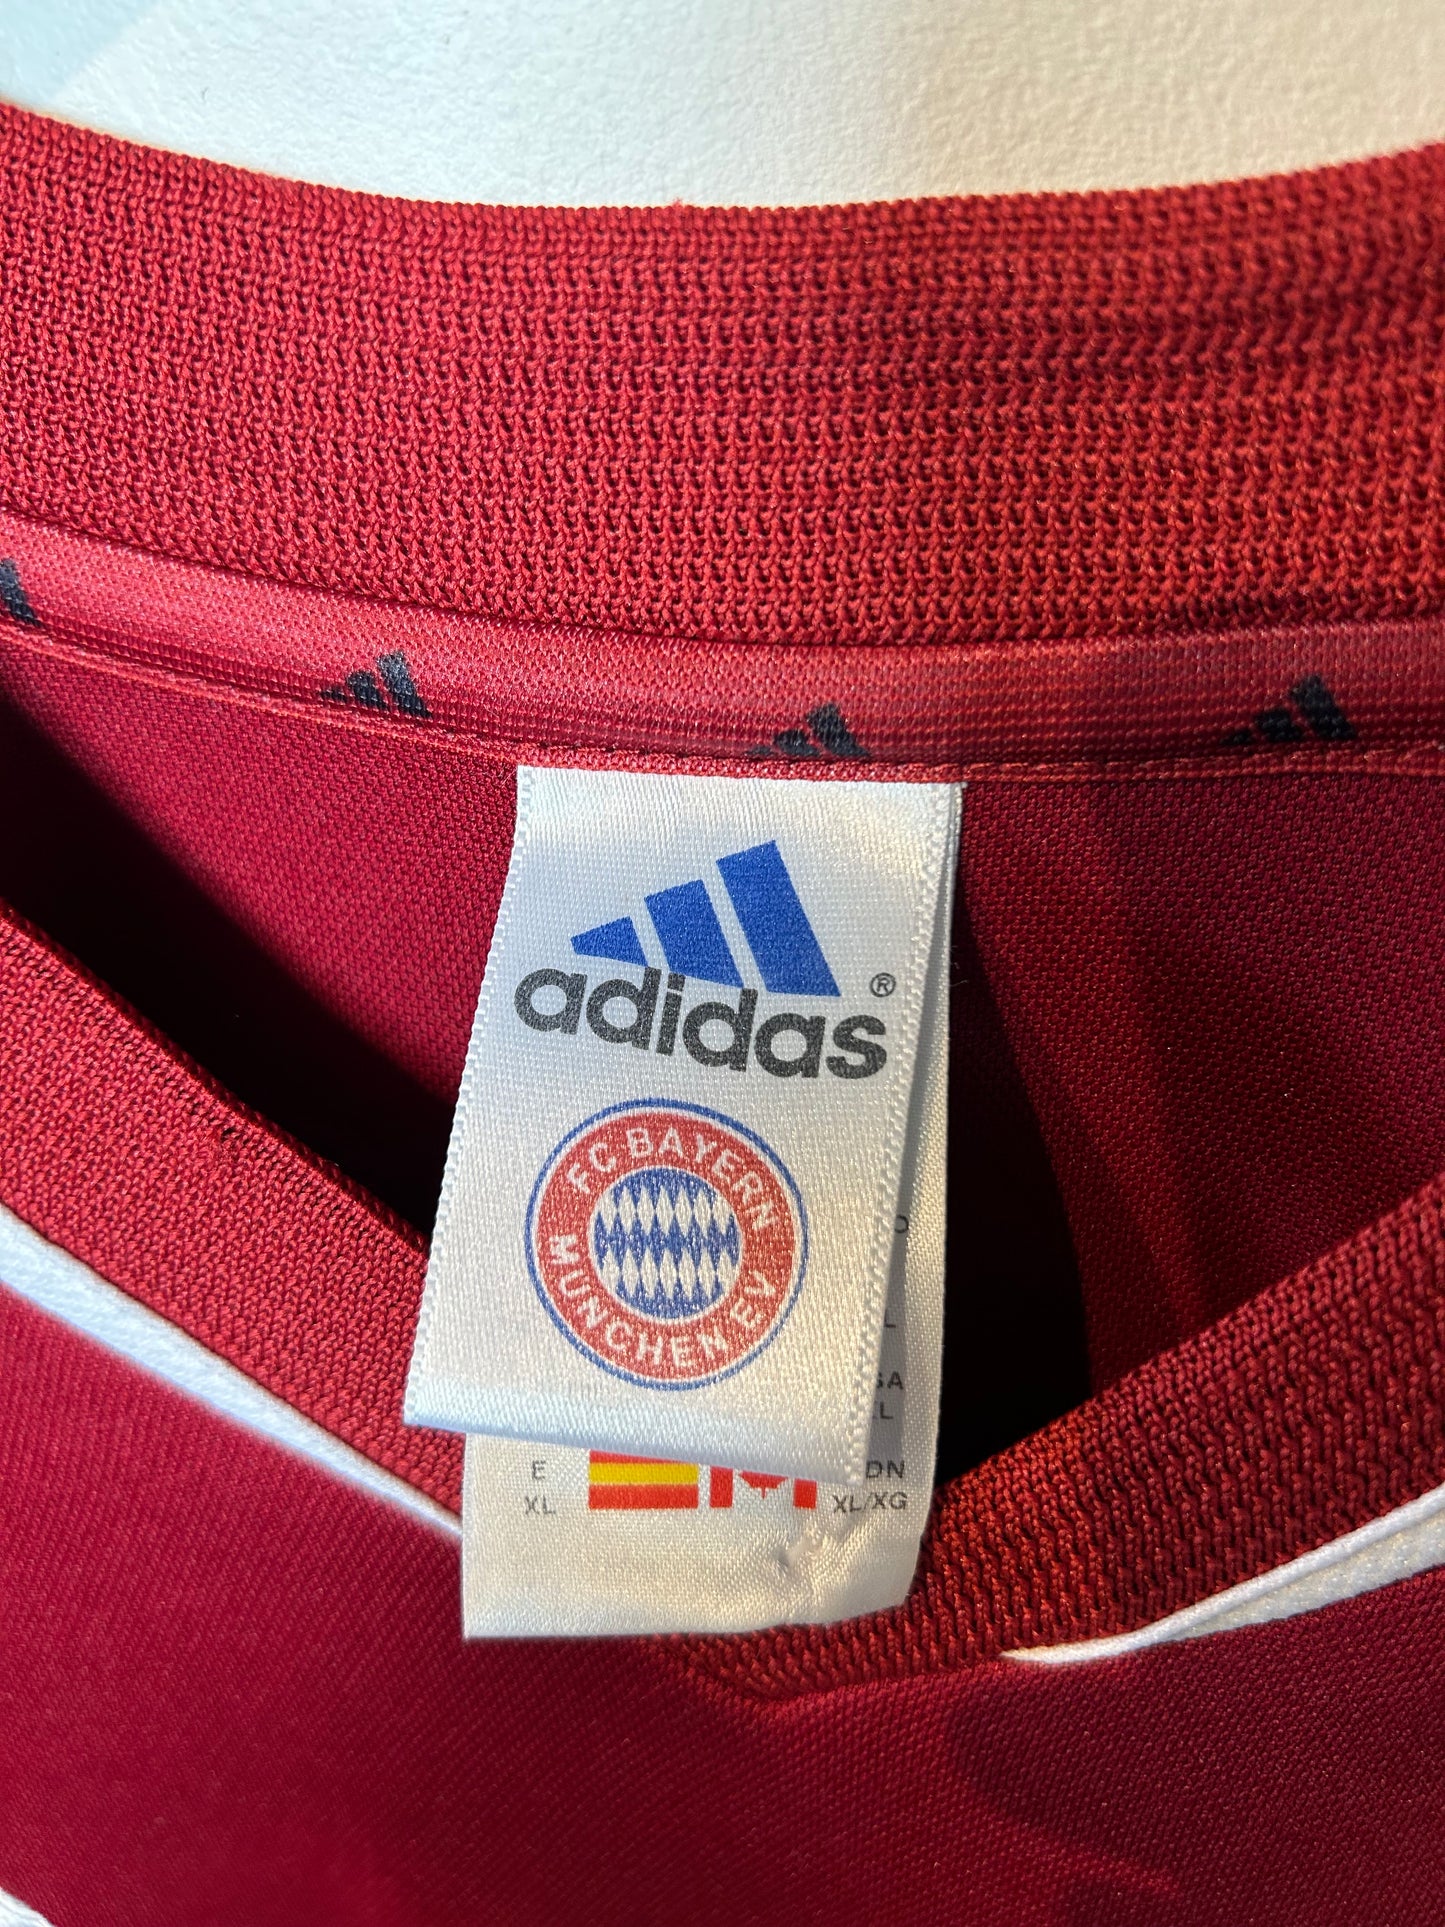 adidas®
FC BAYERN
MÜNCHEN EV
E DN
XL XL/XG